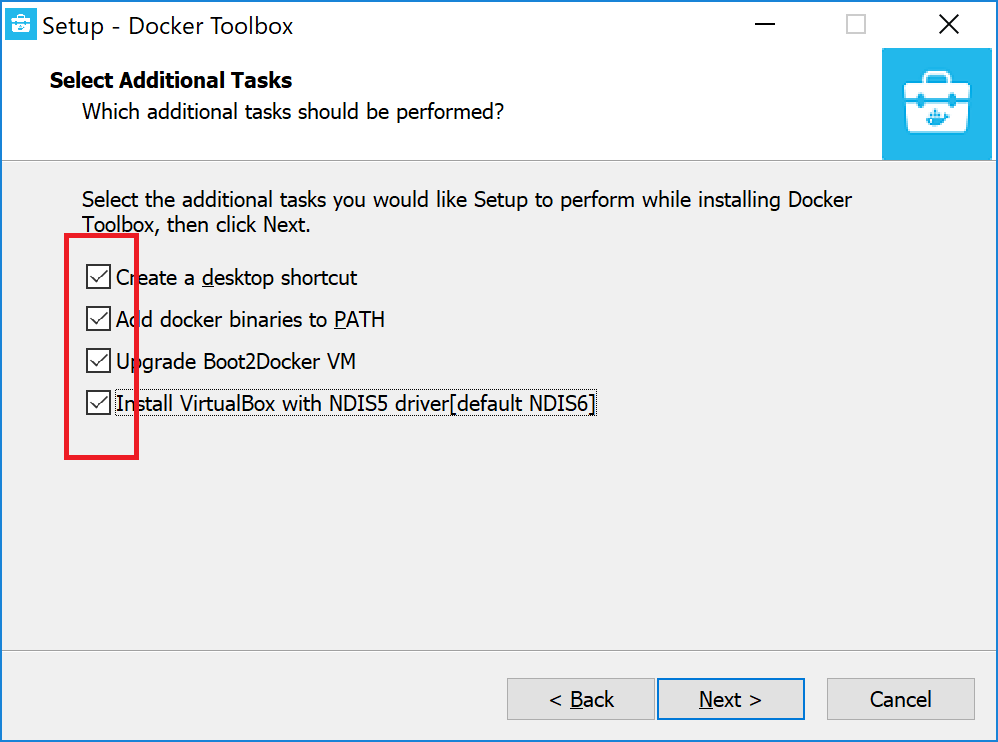 Setup - Docker Toolbox
Select Additional Tasks
Which additional tasks should be performed?
Select the additional tasks you would like Setup to perform while installing Docker
Toolbox, then click Next.
Create a desktop shortcut
Add docker binaries to PATH
Upgrade Boot2Docker VM
Install VirtualBox with NDIS5 driver[default NDIS6]
< Back
Next >
Cancel